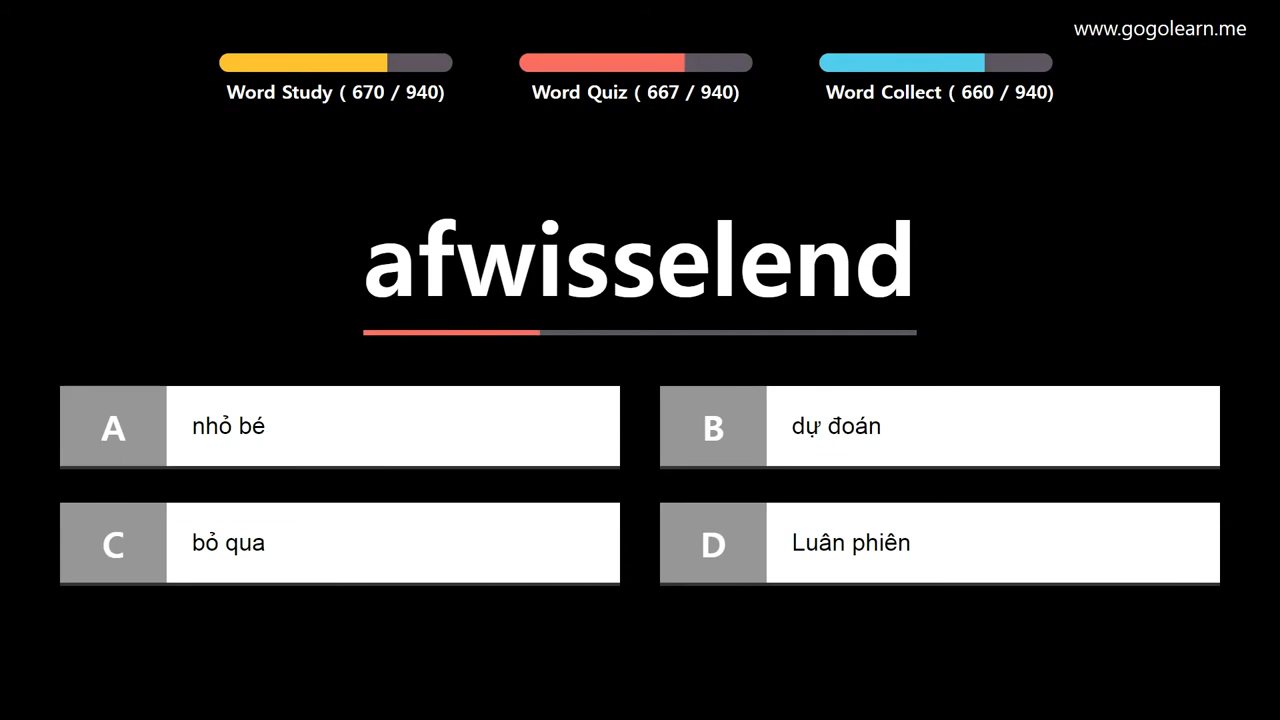 www.gogolearn.me
Word Study ( 670 / 940)
Word Quiz ( 667 / 940)
Word Collect ( 660 / 940)
afwisselend
A nhỏ bé
B dự đoán
C bỏ qua
D Luân phiên